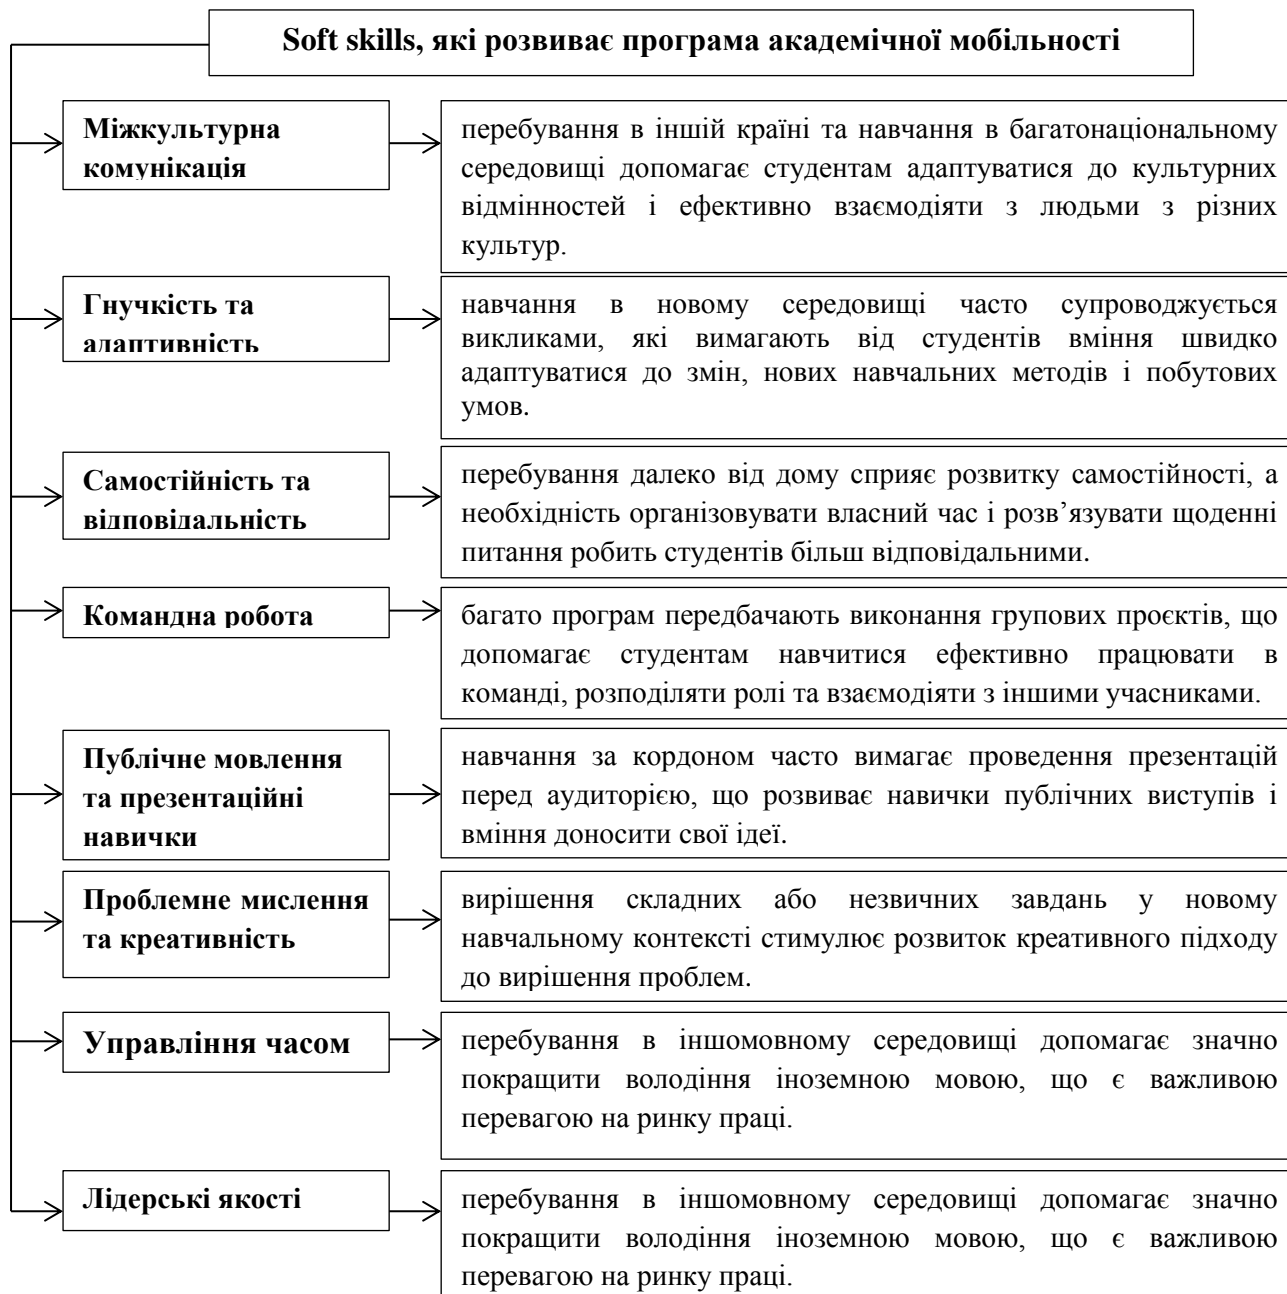 Soft skills, які розвиває програма академічної мобільності
Міжкультурна
комунікація
перебування в іншій країні та навчання в багатонаціональному
середовищі допомагає студентам адаптуватися до культурних
відмінностей і ефективно взаємодіяти з людьми з різних
культур.
Гнучкість та
адаптивність
навчання в новому середовищі часто супроводжується
викликами, які вимагають від студентів вміння швидко
адаптуватися до змін, нових навчальних методів і побутових
умов.
Самостійність та
відповідальність
перебування далеко від дому сприяє розвитку самостійності, а
необхідність організовувати власний час і розв’язувати щоденні
питання робить студентів більш відповідальними.
Командна робота
багато програм передбачають виконання групових проєктів, що
допомагає студентам навчитися ефективно працювати в
команді, розподіляти ролі та взаємодіяти з іншими учасниками.
Публічне мовлення
та презентаційні
навички
навчання за кордоном часто вимагає проведення презентацій
перед аудиторією, що розвиває навички публічних виступів і
вміння доносити свої ідеї.
Проблемне мислення
та креативність
вирішення складних або незвичних завдань у новому
навчальному контексті стимулює розвиток креативного підходу
до вирішення проблем.
Управління часом
перебування в іншомовному середовищі допомагає значно
покращити володіння іноземною мовою, що є важливою
перевагою на ринку праці.
Лідерські якості
перебування в іншомовному середовищі допомагає значно
покращити володіння іноземною мовою, що є важливою
перевагою на ринку праці.